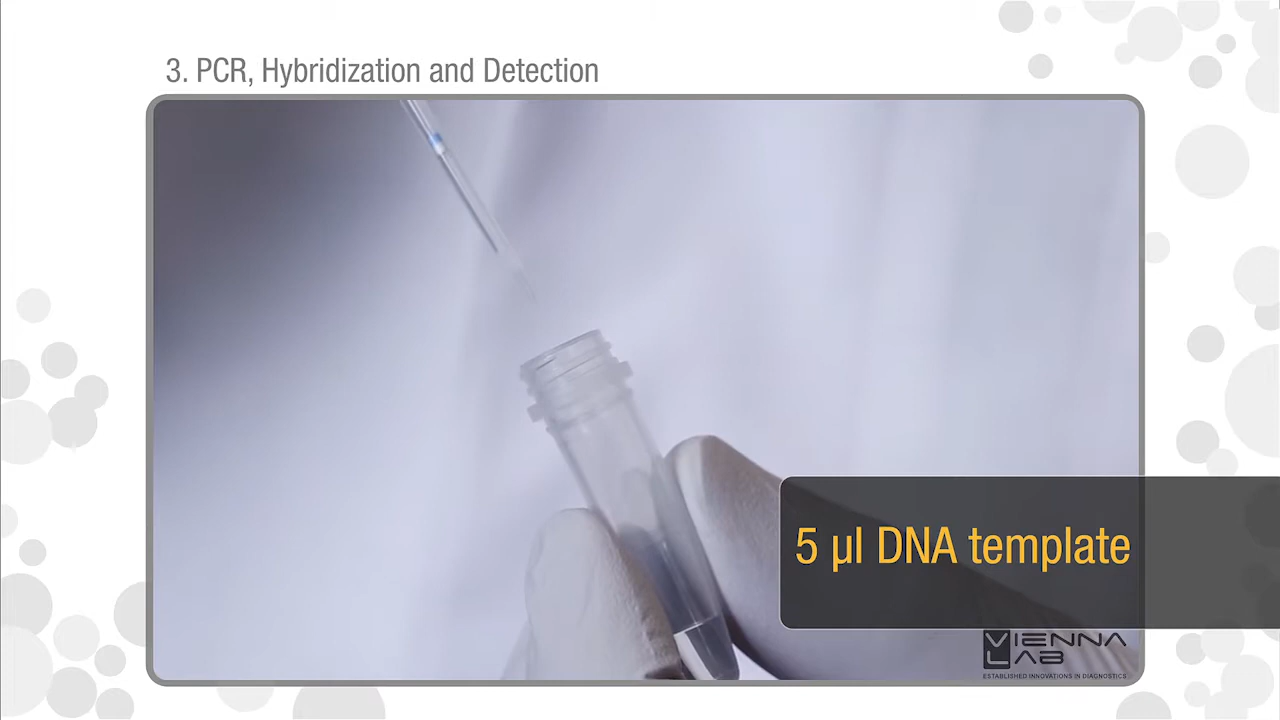 3. PCR, Hybridization and Detection
5 µl DNA template
VIENNA
LAB
ESTABLISHED INNOVATIONS IN DIAGNOSTICS